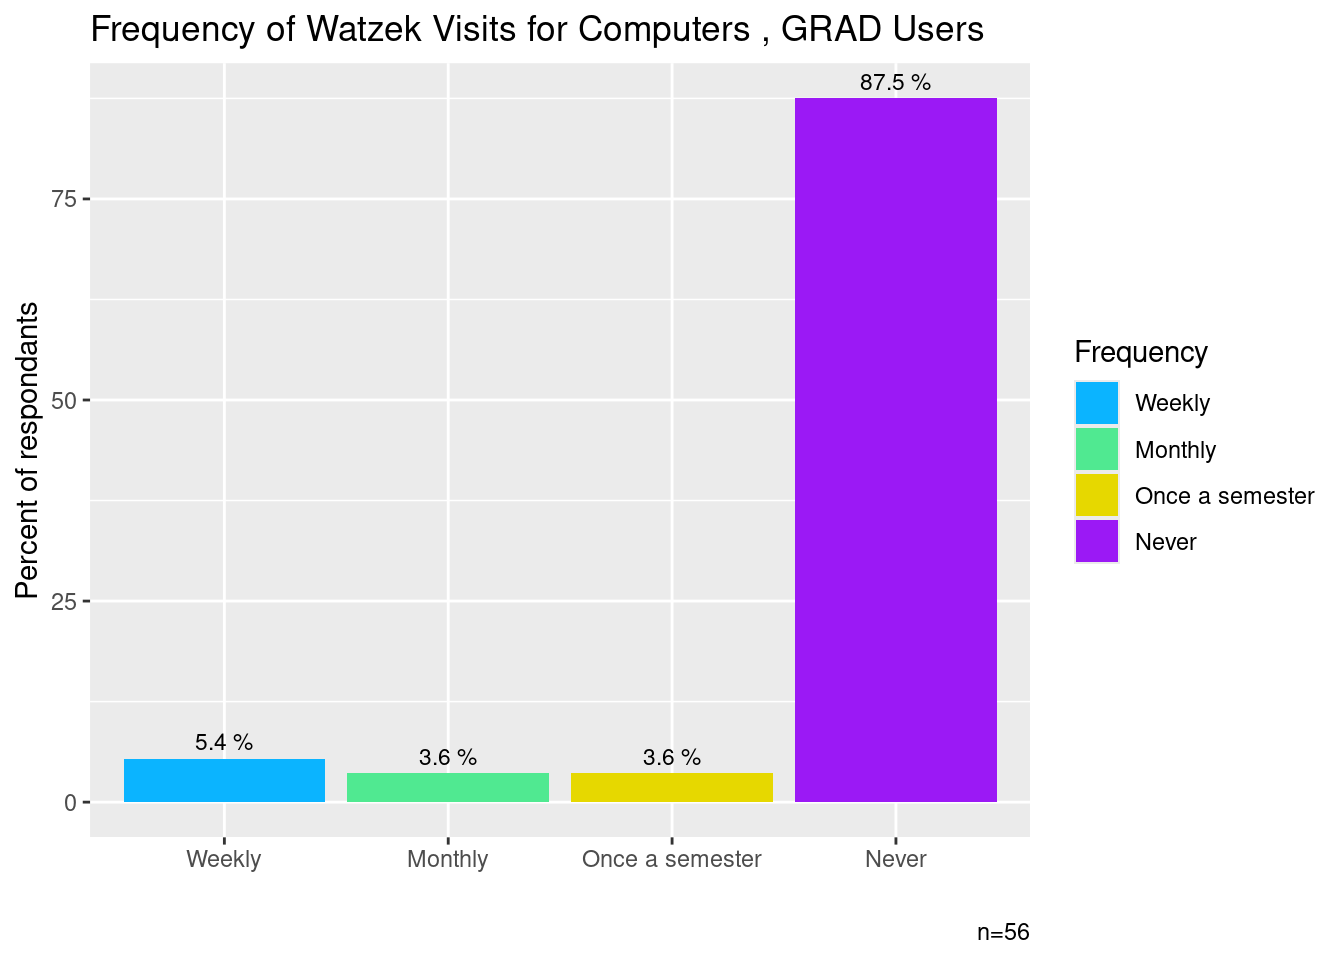 Frequency of Watzek Visits for Computers , GRAD Users
87.5 %
75
50
25
0
Percent of respondants
5.4 %
3.6 %
3.6 %
Weekly
Monthly
Once a semester
Never
Frequency
Weekly
Monthly
Once a semester
Never
n=56